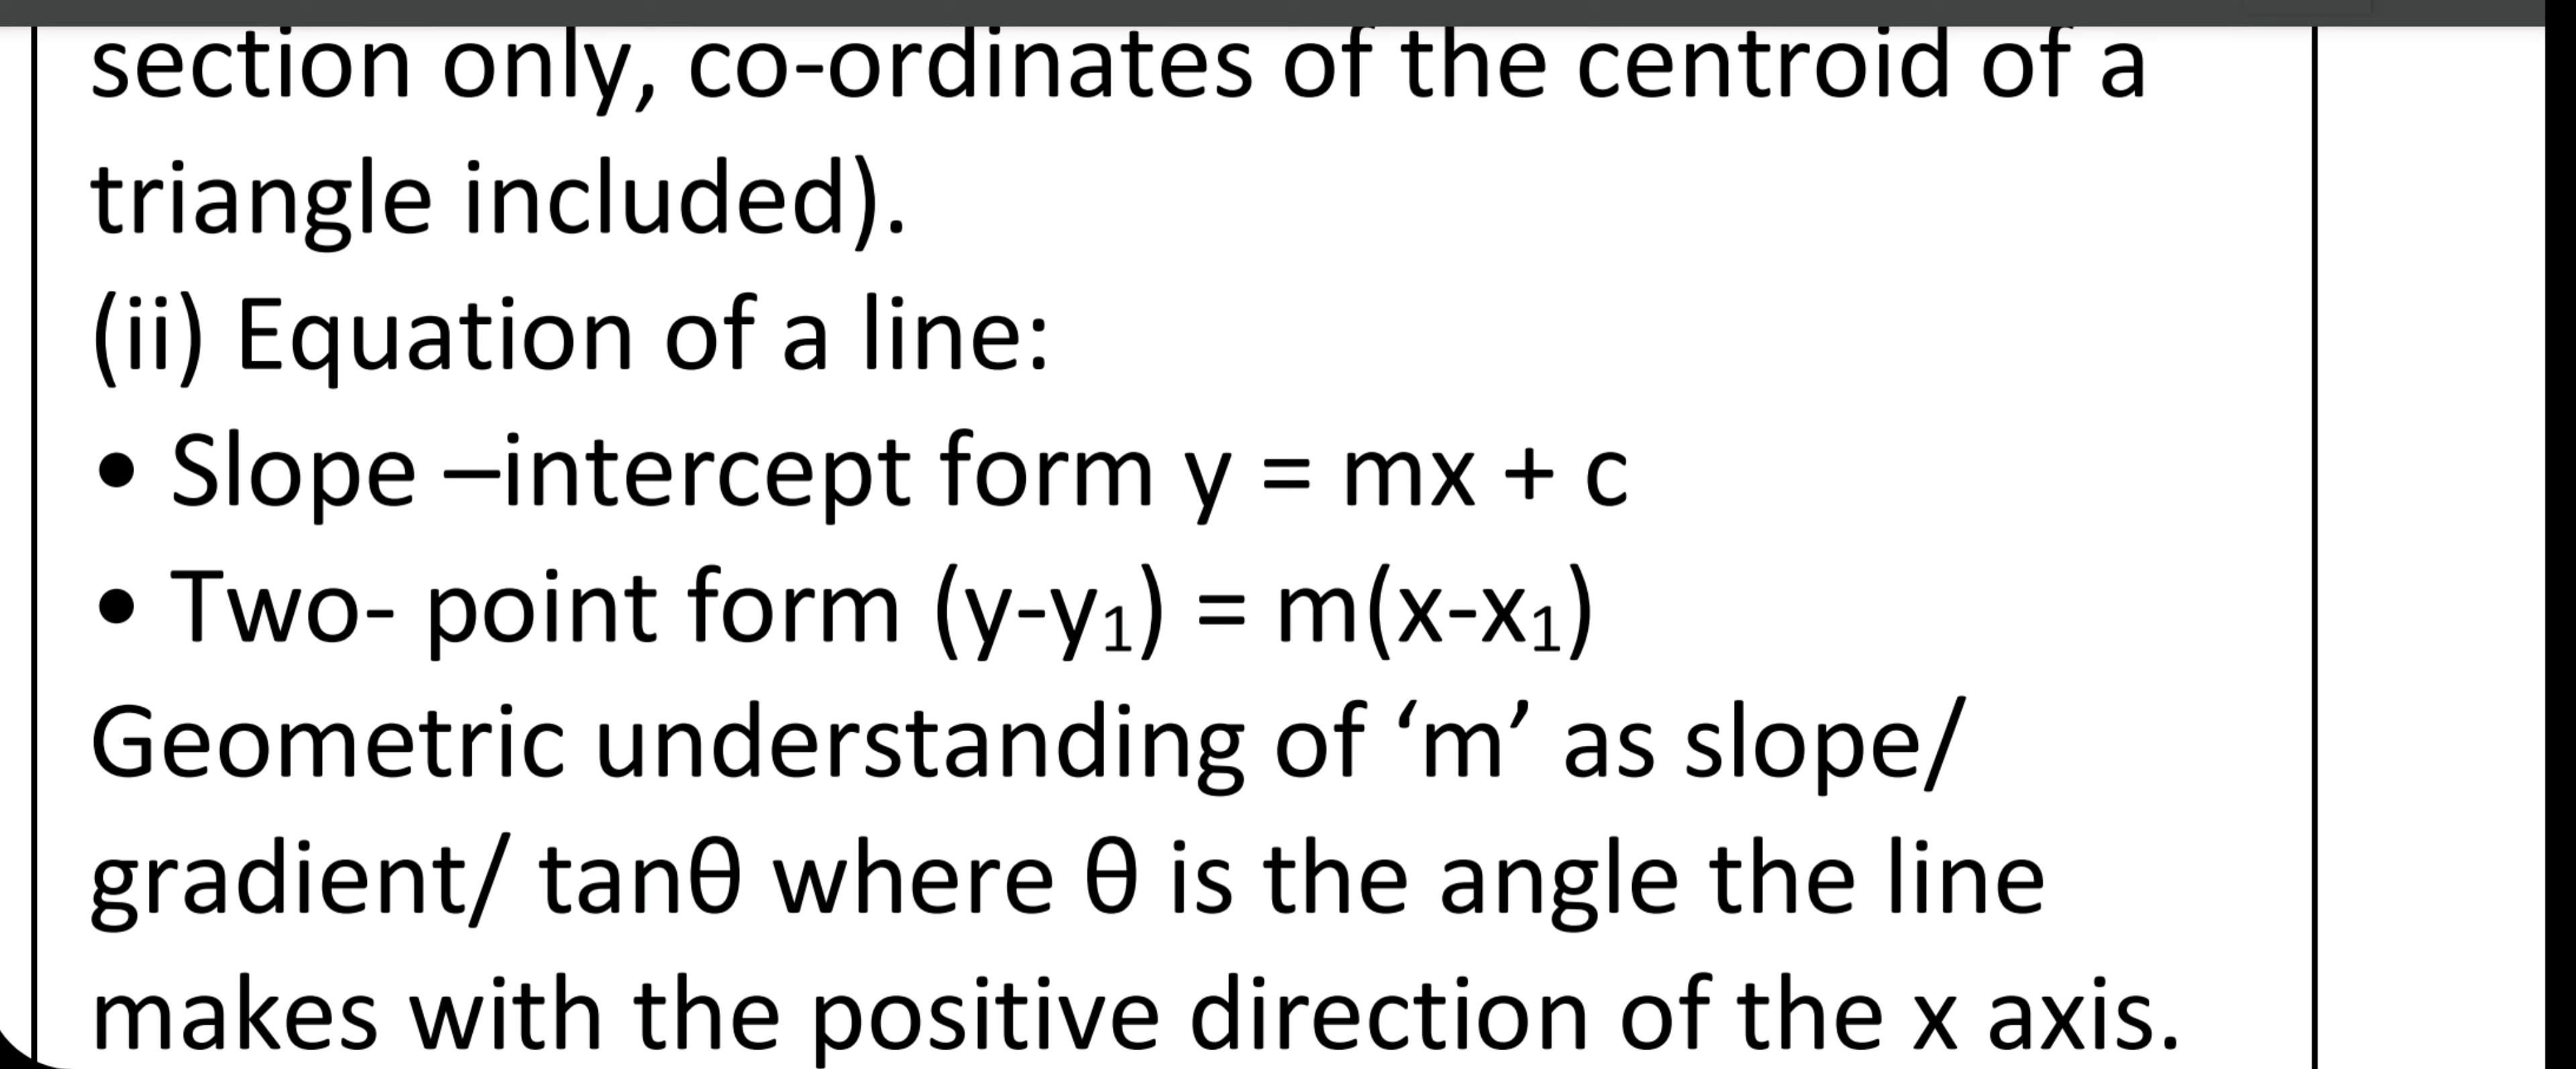 section only, co-ordinates of the centroid of a
triangle included).
(ii) Equation of a line:
• Slope –intercept form y = mx + c
• Two- point form (y-y₁) = m(x-x₁)
Geometric understanding of ‘m’ as slope/
gradient/ tanθ where θ is the angle the line
makes with the positive direction of the x axis.